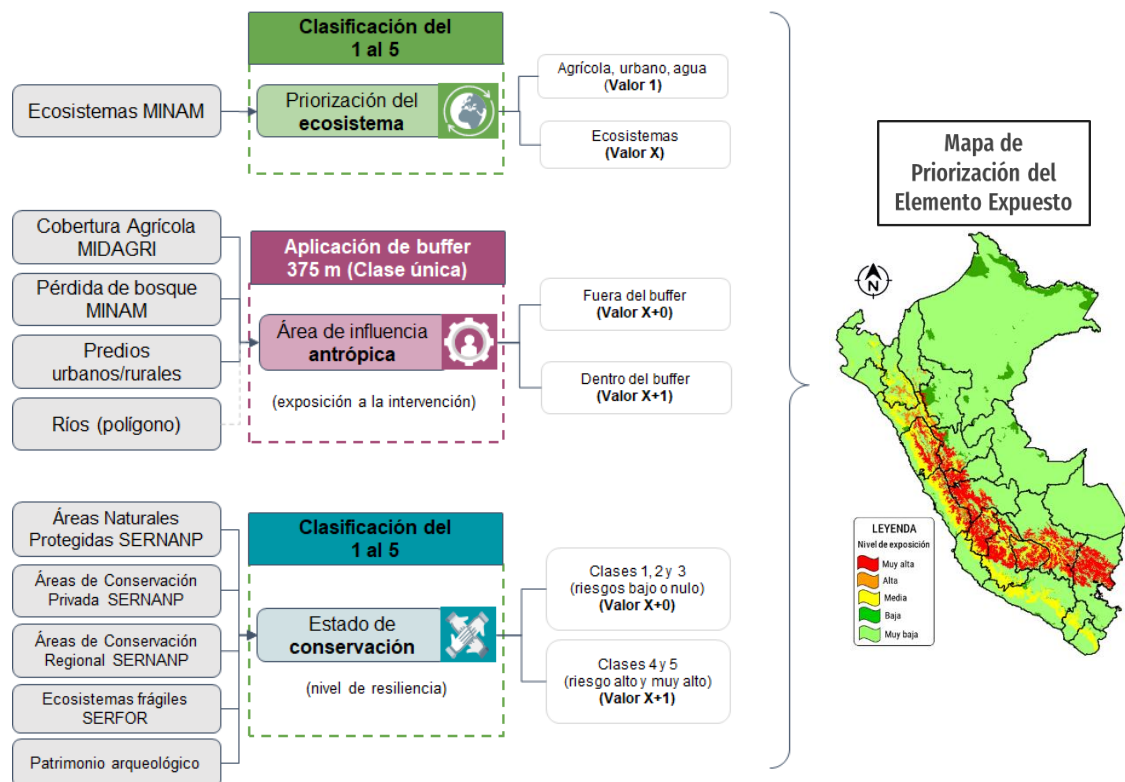 Clasificación del
1 al 5
Ecosistemas MINAM
Priorización del
ecosistema
Agrícola, urbano, agua
(Valor 1)
Ecosistemas
(Valor X)
Cobertura Agrícola
MIDAGRI
Pérdida de bosque
MINAM
Predios
urbanos/rurales
Ríos (polígono)
Aplicación de buffer
375 m (Clase única)
Área de influencia
antrópica
(exposición a la intervención)
Fuera del buffer
(Valor X+0)
Dentro del buffer
(Valor X+1)
Áreas Naturales
Protegidas SERNANP
Áreas de Conservación
Privada SERNANP
Áreas de Conservación
Regional SERNANP
Ecosistemas frágiles
SERFOR
Patrimonio arqueológico
Clasificación del
1 al 5
Estado de
conservación
(nivel de resiliencia)
Clases 1, 2 y 3
(riesgos bajo o nulo)
(Valor X+0)
Clases 4 y 5
(riesgo alto y muy alto)
(Valor X+1)
Mapa de
Priorización del
Elemento Expuesto
N
LEYENDA
Nivel de exposición
Muy alta
Alta
Media
Baja
Muy baja